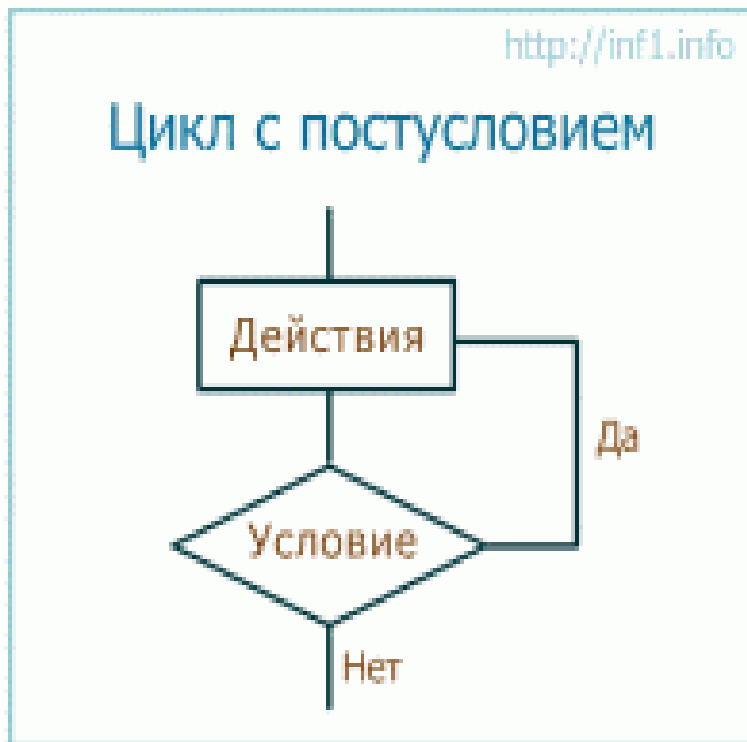 http://inf1.info
Цикл с постусловием
Действия
Да
Условие
Нет